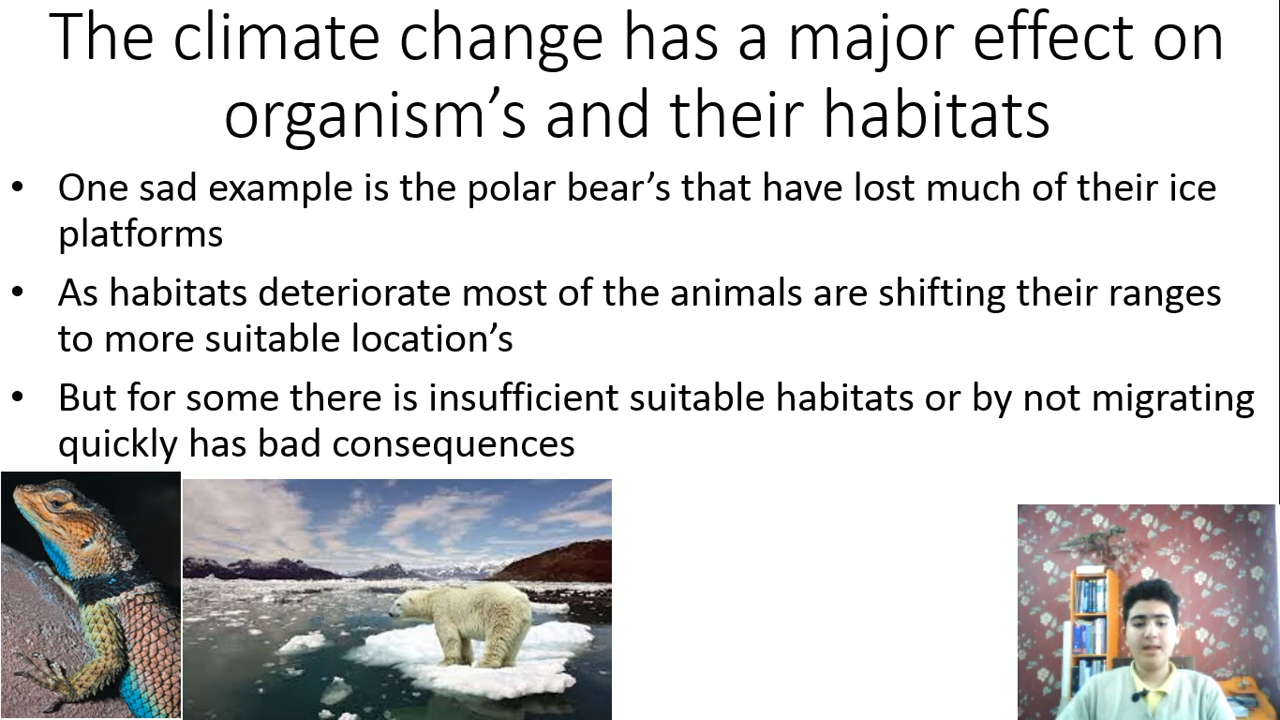 The climate change has a major effect on
organism’s and their habitats
• One sad example is the polar bear’s that have lost much of their ice
platforms
• As habitats deteriorate most of the animals are shifting their ranges
to more suitable location’s
• But for some there is insufficient suitable habitats or by not migrating
quickly has bad consequences